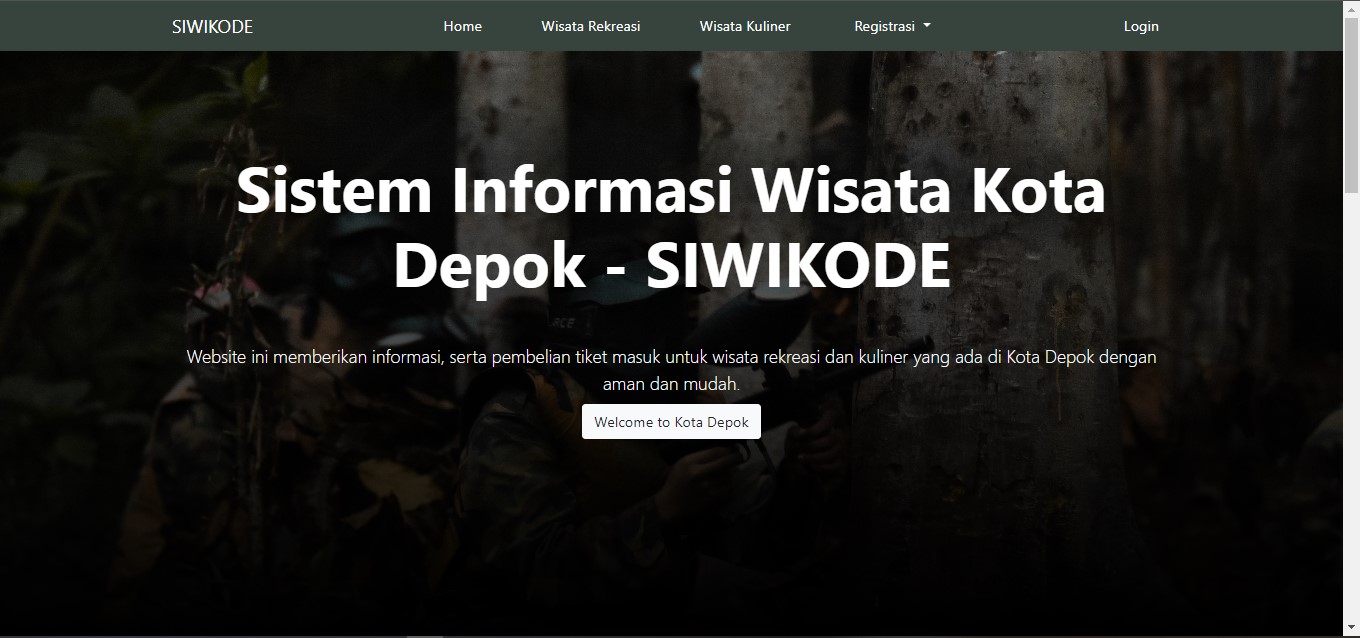 SIWIKODE
Home
Wisata Rekreasi
Wisata Kuliner
Registrasi
Login
Sistem Informasi Wisata Kota
Depok - SIWIKODE
Website ini memberikan informasi, serta pembelian tiket masuk untuk wisata rekreasi dan kuliner yang ada di Kota Depok dengan
aman dan mudah.
Welcome to Kota Depok